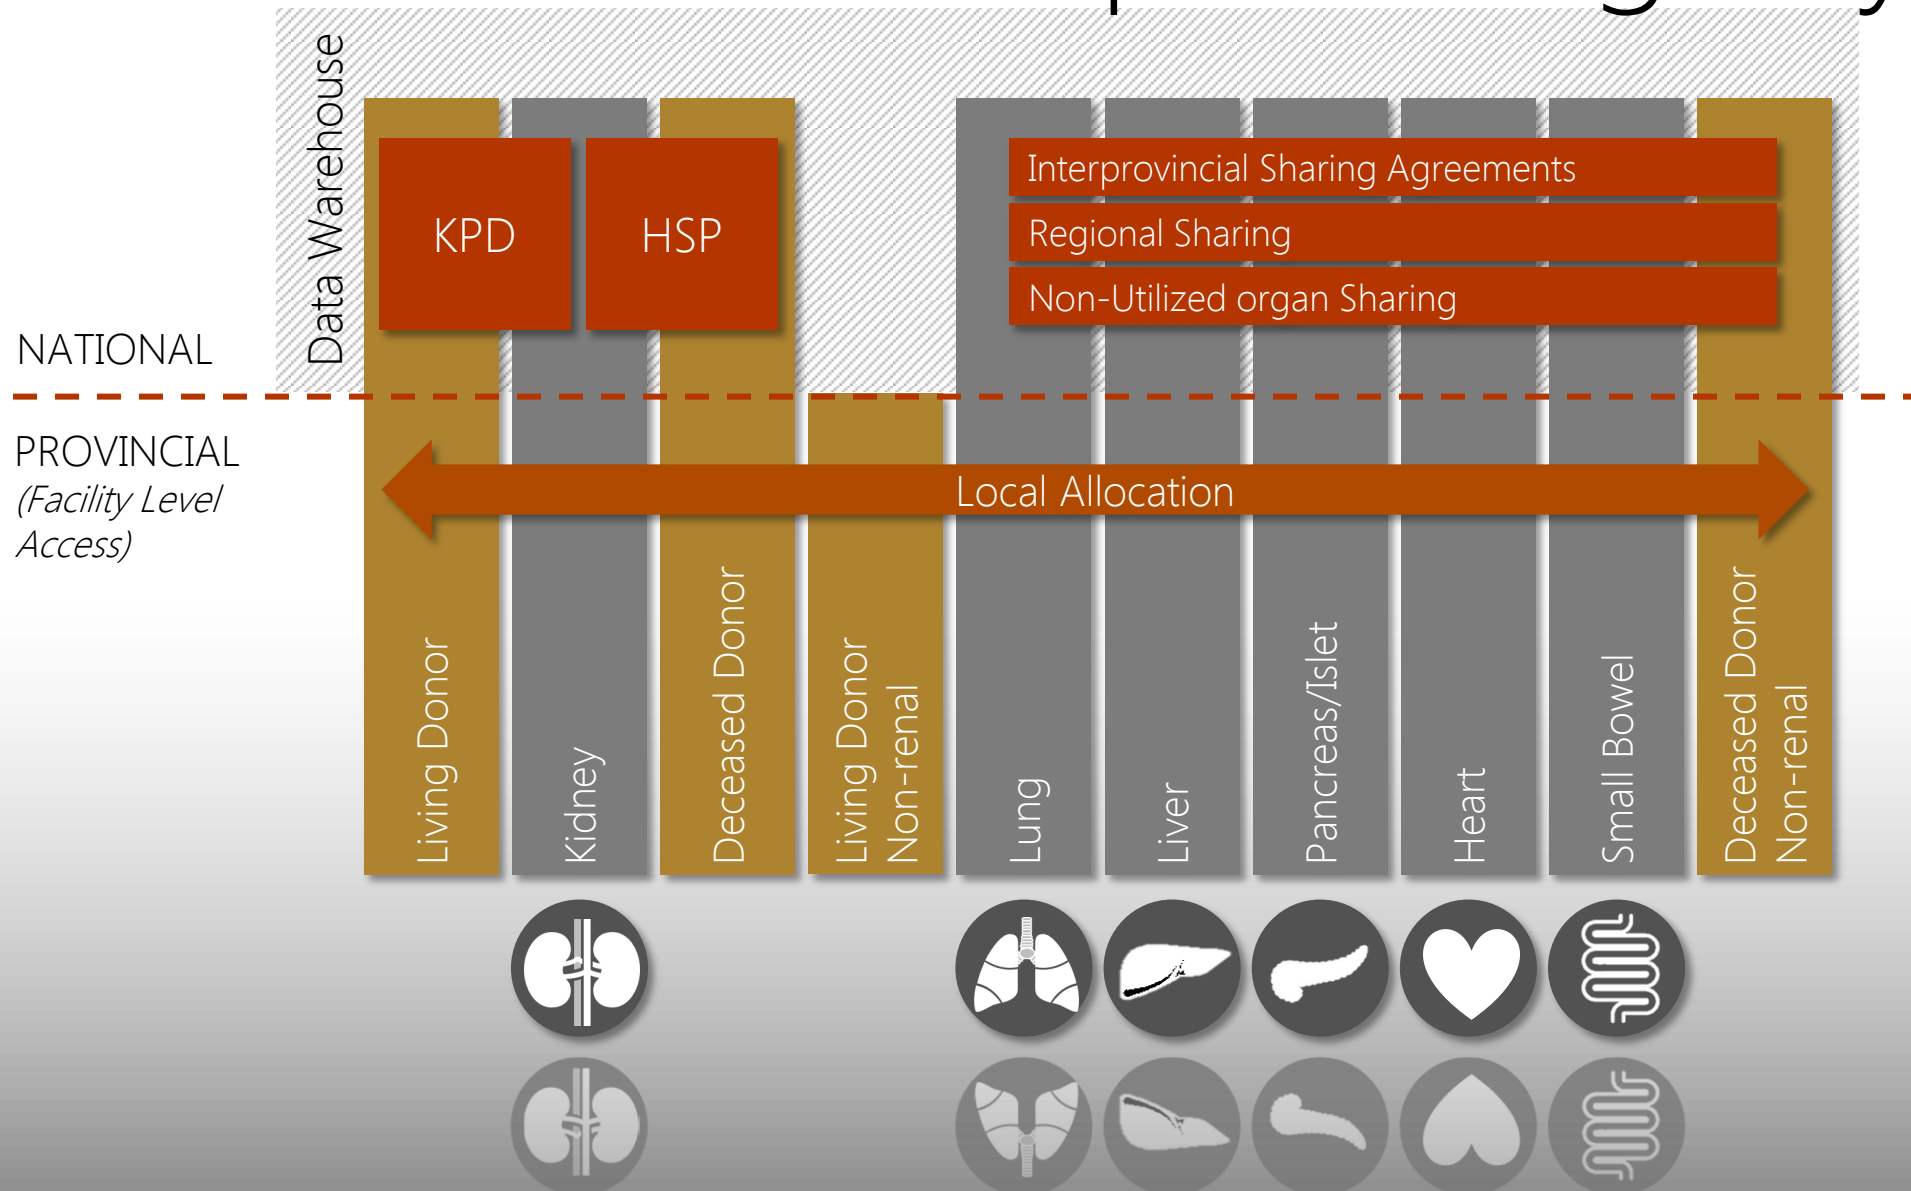 Data Warehouse
KPD
HSP
Interprovincial Sharing Agreements
Regional Sharing
Non-Utilized organ Sharing
NATIONAL
PROVINCIAL
(Facility Level
Access)
Local Allocation
Living Donor
Kidney
Deceased Donor
Living Donor
Non-renal
Lung
Liver
Pancreas/Islet
Heart
Small Bowel
Deceased Donor
Non-renal